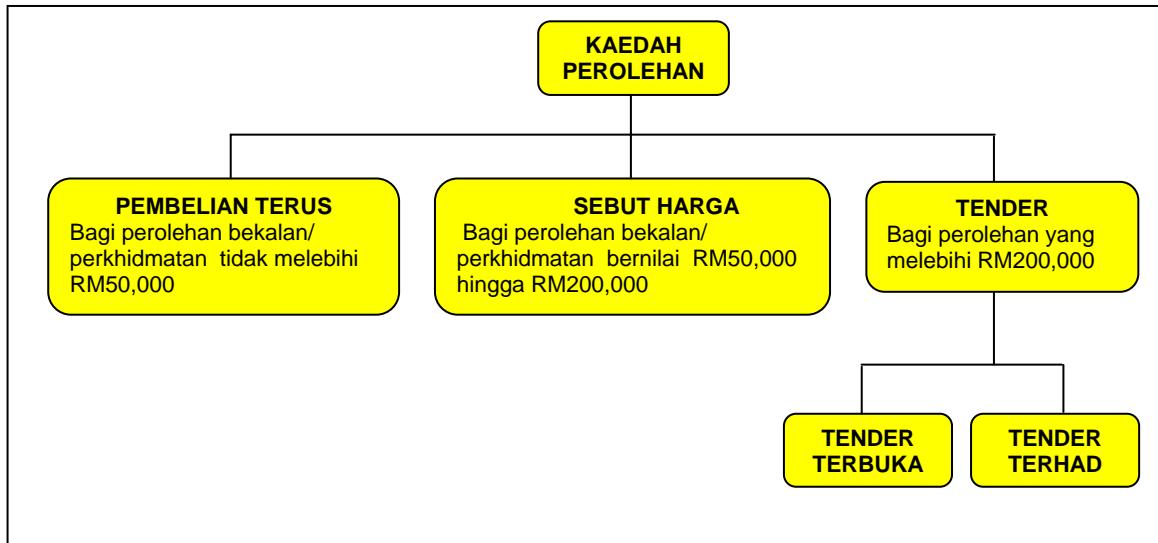 KAEDAH
PEROLEHAN
PEMBELIAN TERUS
Bagi perolehan bekalan/
perkhidmatan tidak melebihi
RM50,000
SEBUT HARGA
Bagi perolehan bekalan/
perkhidmatan bernilai RM50,000
hingga RM200,000
TENDER
Bagi perolehan yang
melebihi RM200,000
TENDER
TERBUKA
TENDER
TERHAD